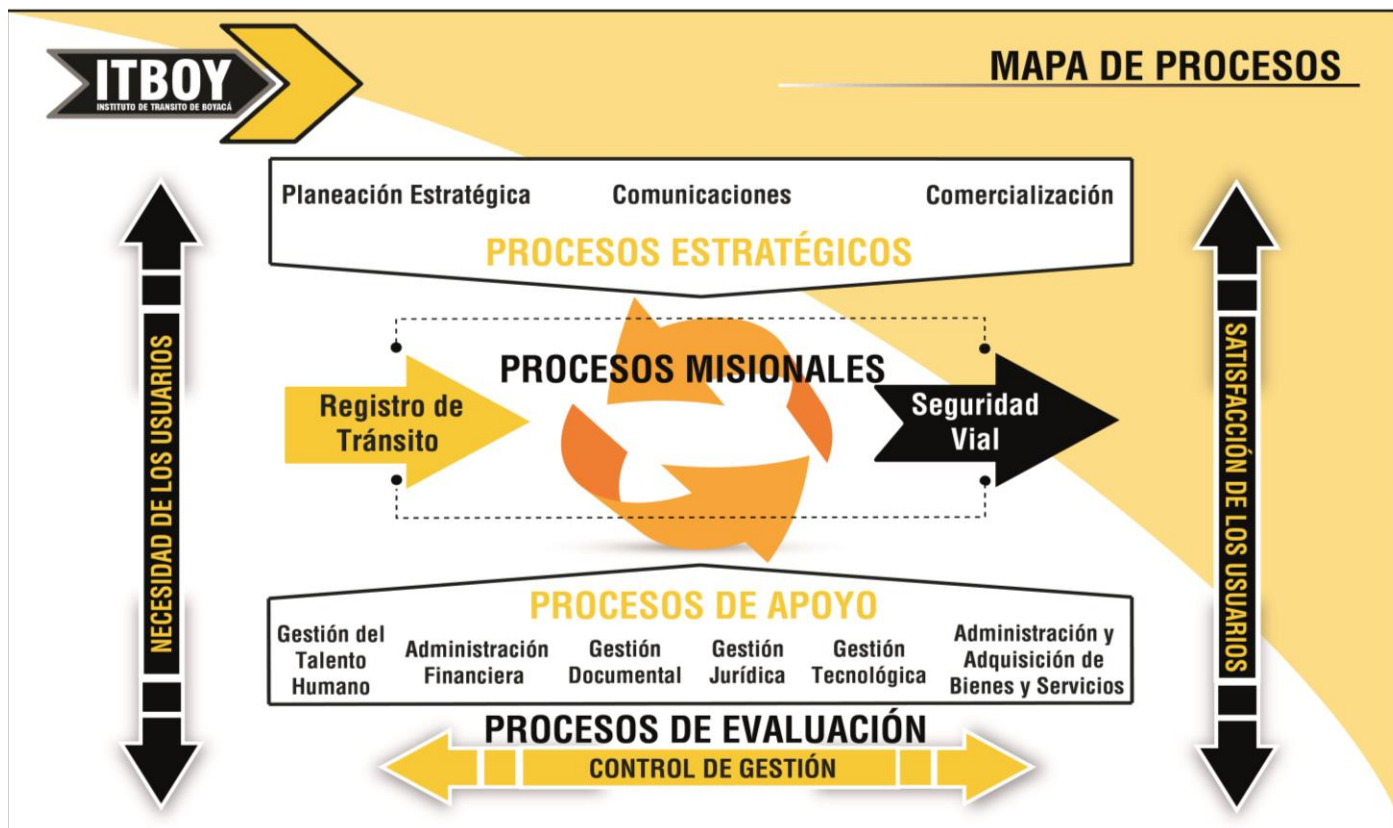 ITBOY
INSTITUTO DE TRANSITO DE BOYACÁ
MAPA DE PROCESOS
Planeación Estratégica
Comunicaciones
Comercialización
PROCESOS ESTRATÉGICOS
NECESIDAD DE LOS USUARIOS
PROCESOS MISIONALES
Registro de
Tránsito
Seguridad
Vial
SATISFACCIÓN DE LOS USUARIOS
PROCESOS DE APOYO
Gestión del
Talento
Humano
Administración
Financiera
Gestión
Documental
Gestión
Jurídica
Gestión
Tecnológica
Administración y
Adquisición de
Bienes y Servicios
PROCESOS DE EVALUACIÓN
CONTROL DE GESTIÓN